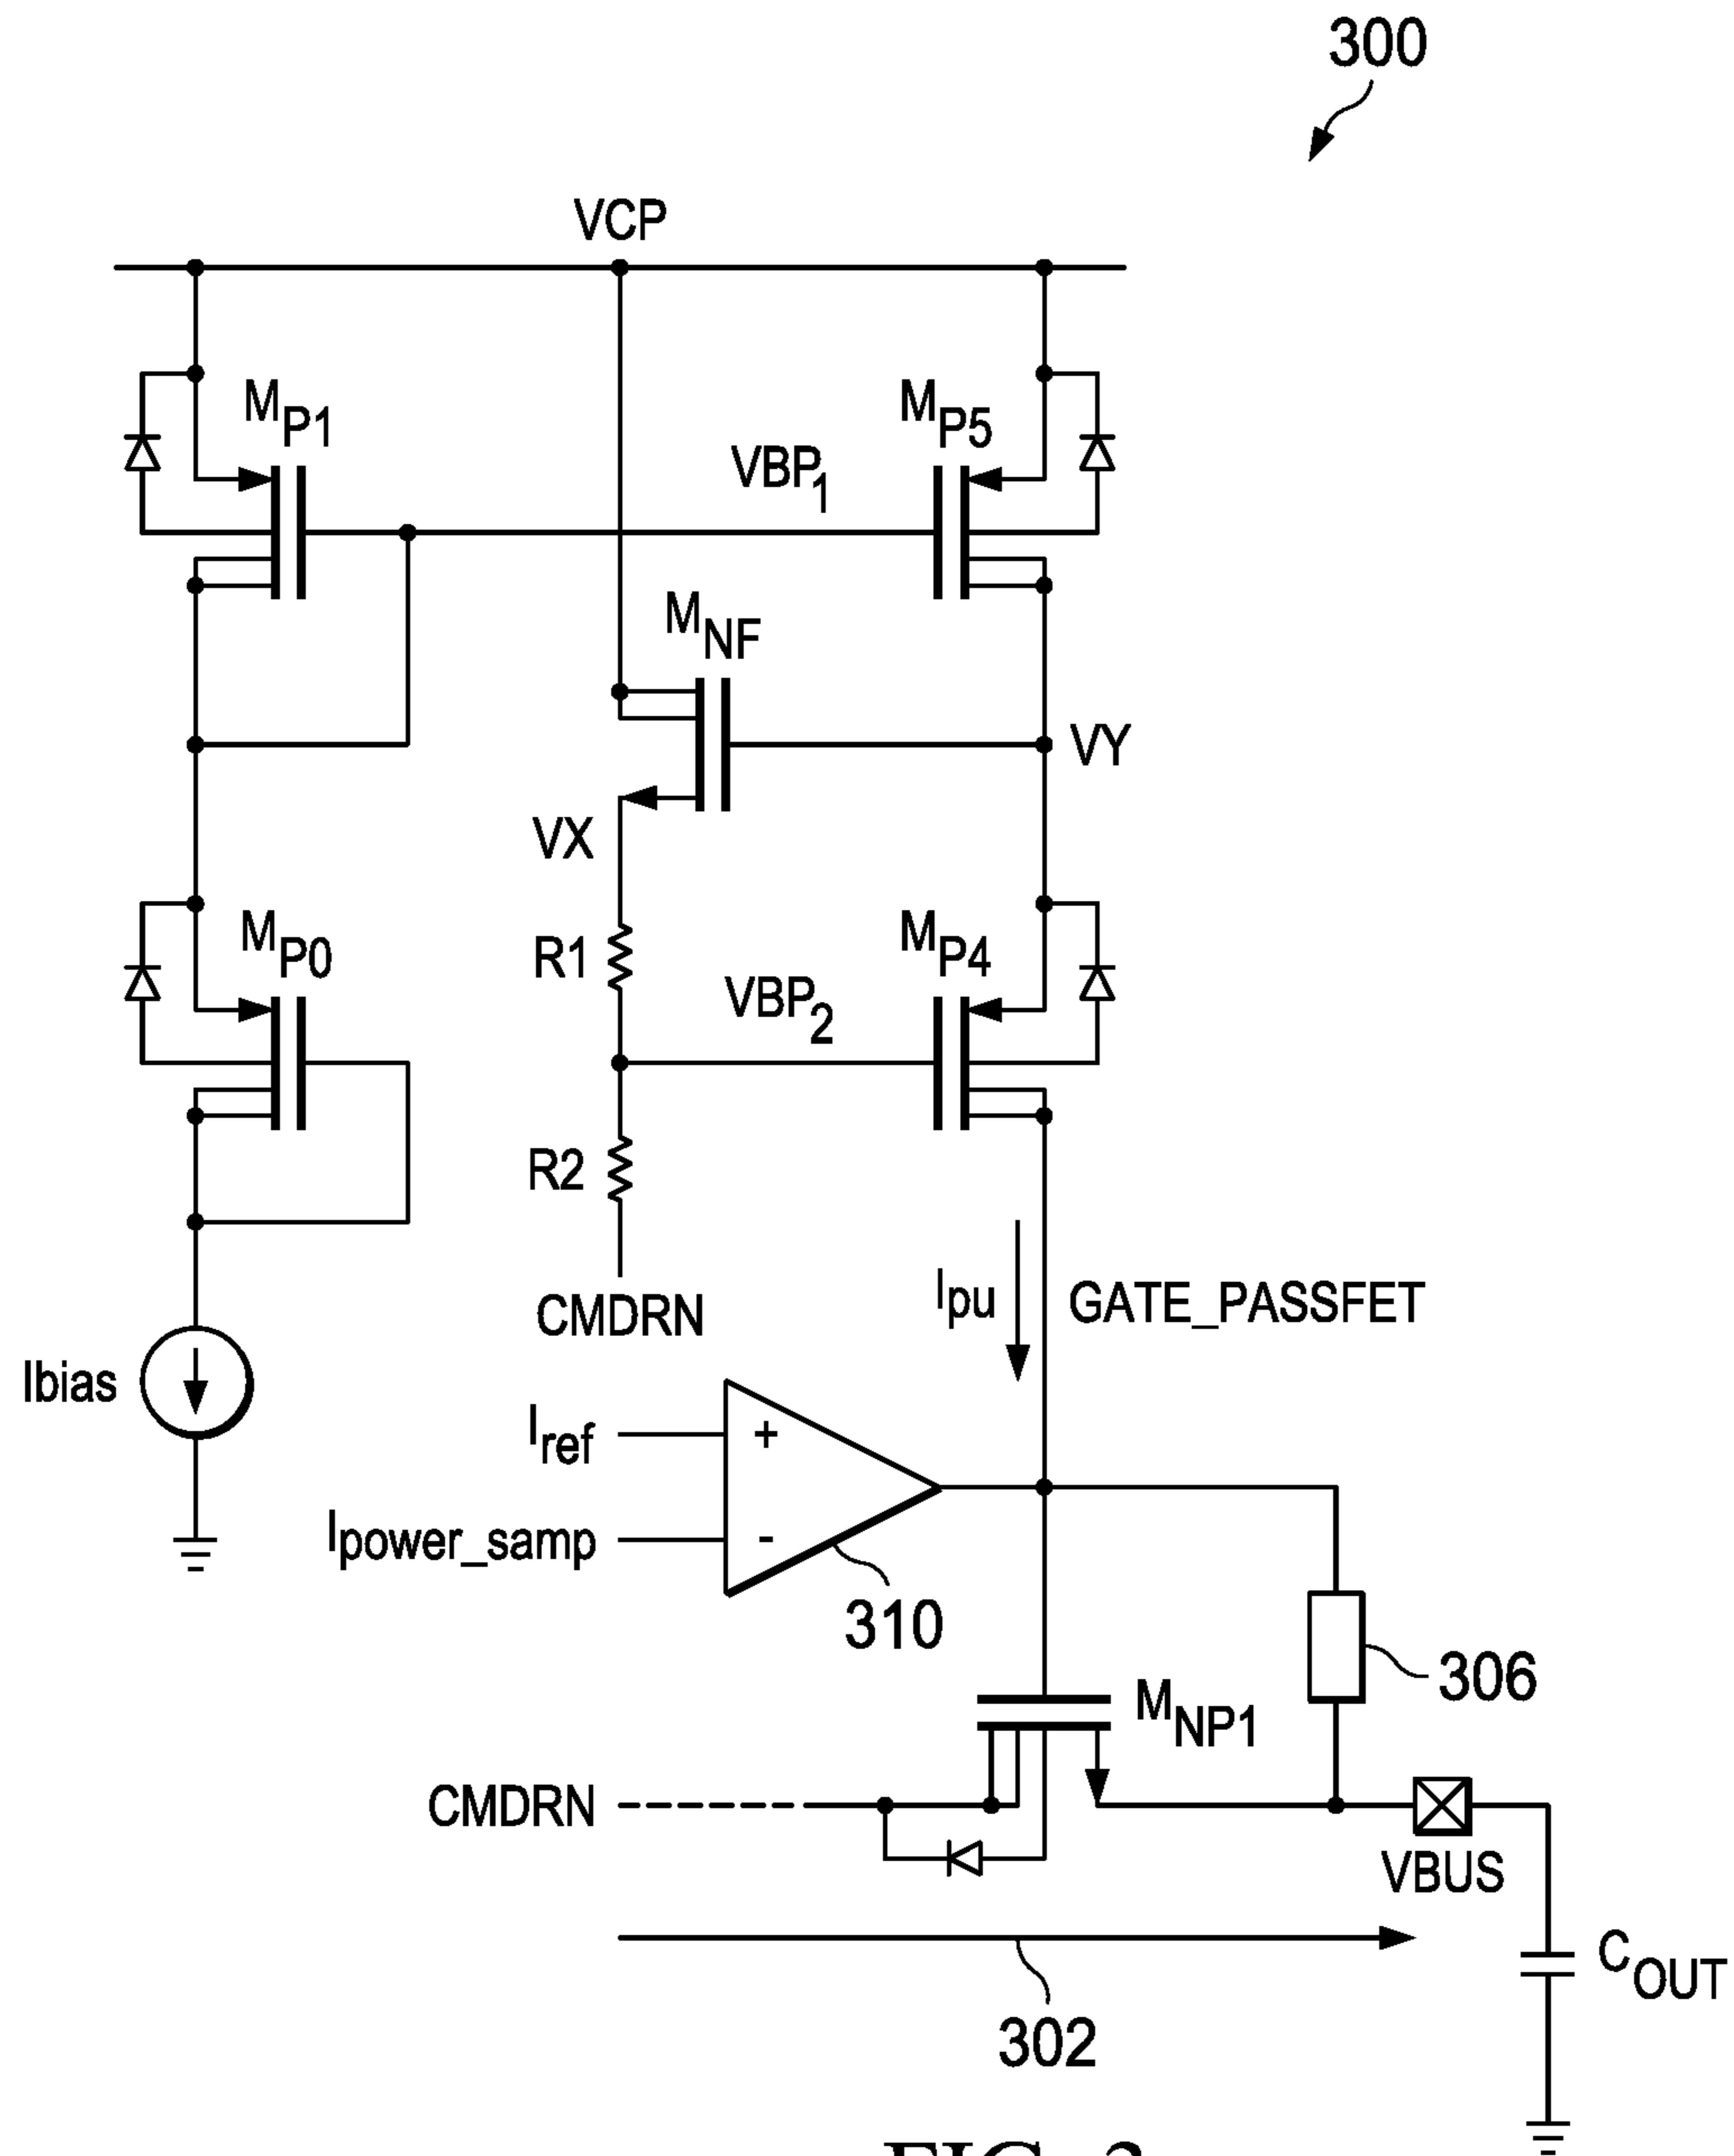 300
VCP
MP1
MP5
VBP1
MNF
VY
VX
MP0
R1
MP4
VBP2
R2
CMDRN
Ipu
GATE_PASSFET
Ibias
Iref
+
Ipower_samp
-
310
306
MNP1
CMDRN
VBUS
COUT
302